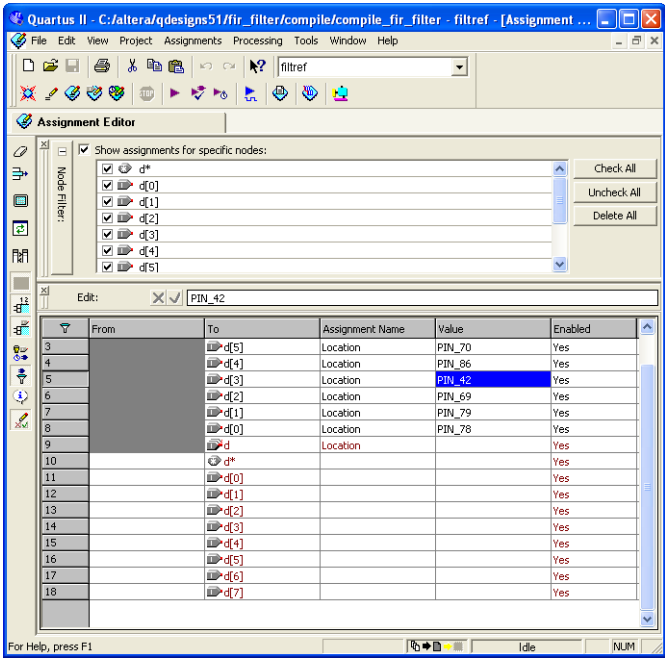 Quartus II - C:/altera/qdesigns51/fir_filter/compile/compile_fir_filter - filtref - [Assignment ...
File Edit View Project Assignments Processing Tools Window Help
filtref
Assignment Editor
Node Filter:
Show assignments for specific nodes:
d*
d[0]
d[1]
d[2]
d[3]
d[4]
d[5]
Check All
Uncheck All
Delete All
Edit: PIN_42
From To Assignment Name Value Enabled
3 d[5] Location PIN_70 Yes
4 d[4] Location PIN_86 Yes
5 d[3] Location PIN_42 Yes
6 d[2] Location PIN_69 Yes
7 d[1] Location PIN_79 Yes
8 d[0] Location PIN_78 Yes
9 d Location Yes
10 d* Yes
11 d[0] Yes
12 d[1] Yes
13 d[2] Yes
14 d[3] Yes
15 d[4] Yes
16 d[5] Yes
17 d[6] Yes
18 d[7] Yes
For Help, press F1 Idle NUM